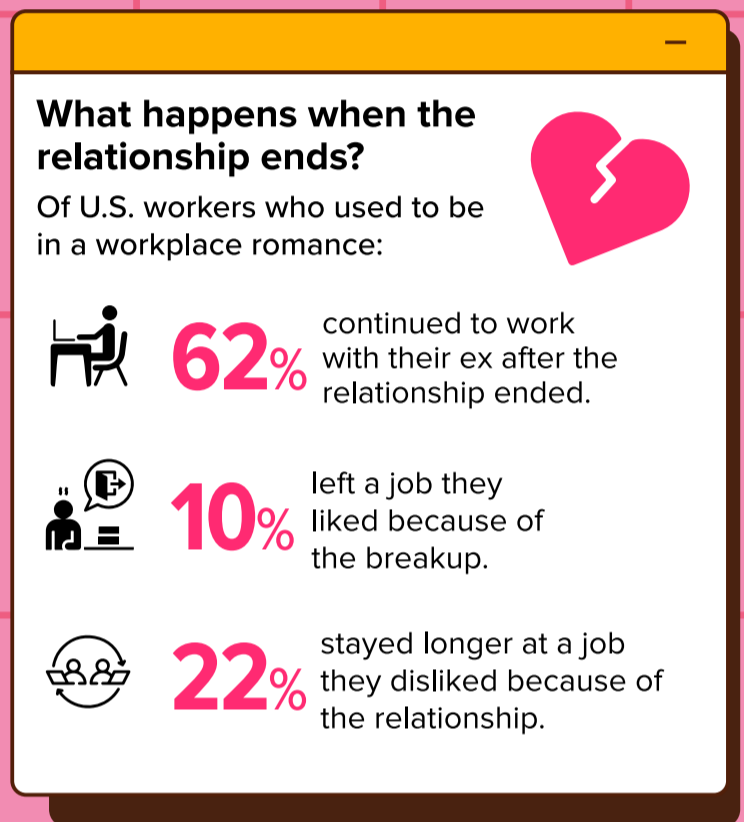 What happens when the
relationship ends?
Of U.S. workers who used to be
in a workplace romance:
62% continued to work
with their ex after the
relationship ended.
10% left a job they
liked because of
the breakup.
22% stayed longer at a job
they disliked because of
the relationship.